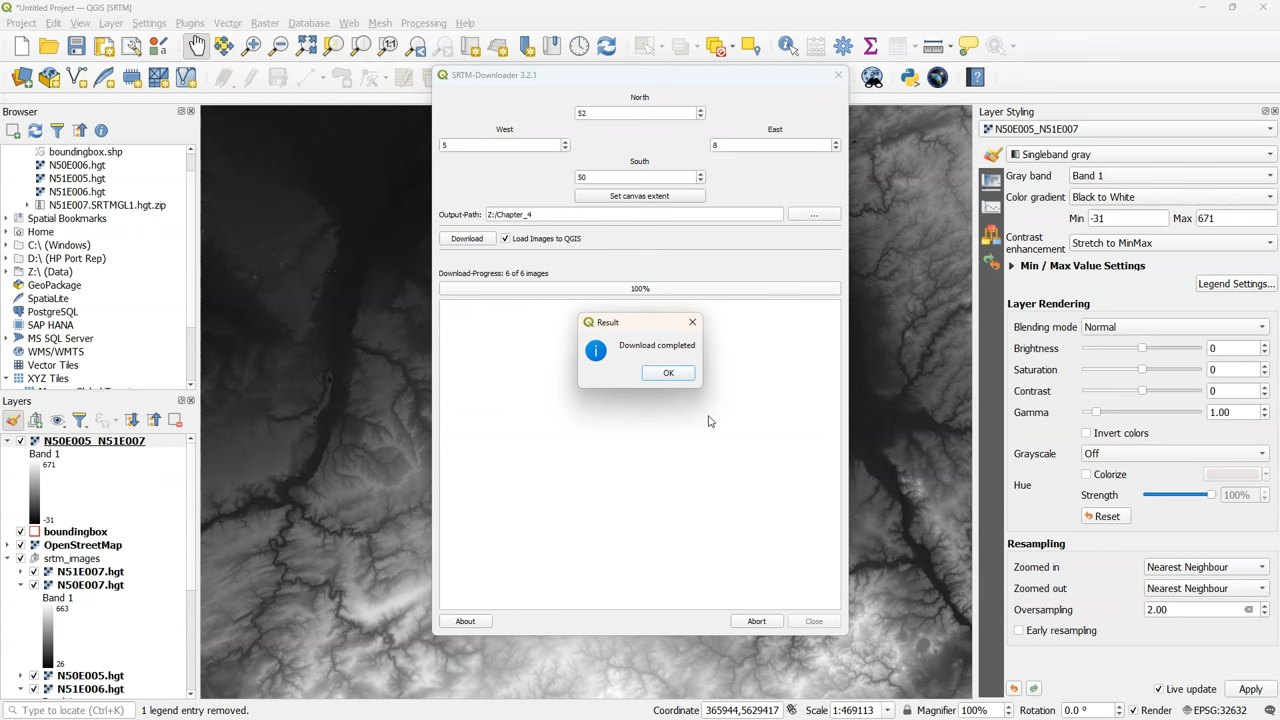 *Untitled Project — QGIS [SRTM]
Project Edit View Layer Settings Plugins Vector Raster Database Web Mesh Processing Help
Browser
boundingbox.shp
N50E006.hgt
N51E005.hgt
N51E006.hgt
N51E007.SRTMGL1.hgt.zip
Spatial Bookmarks
Home
C:\ (Windows)
D:\ (HP Port Rep)
Z:\ (Data)
GeoPackage
SpatiaLite
PostgreSQL
SAP HANA
MS SQL Server
WMS/WMTS
Vector Tiles
XYZ Tiles
Layers
N50E005_N51E007
Band 1
671
-31
boundingbox
OpenStreetMap
srtm_images
N51E007.hgt
N50E007.hgt
Band 1
663
26
N50E005.hgt
N51E006.hgt
SRTM-Downloader 3.2.1
North
52
West
5
East
8
South
50
Set canvas extent
Output-Path: Z:/Chapter_4 ...
Download Load Images to QGIS
Download-Progress: 6 of 6 images
100%
Result
Download completed
OK
About Abort Close
Layer Styling
N50E005_N51E007
Singleband gray
Gray band Band 1
Color gradient Black to White
Min -31 Max 671
Contrast enhancement Stretch to MinMax
Min / Max Value Settings
Legend Settings...
Layer Rendering
Blending mode Normal
Brightness 0
Saturation 0
Contrast 0
Gamma 1.00
Invert colors
Grayscale Off
Hue Colorize
Strength 100%
Reset
Resampling
Zoomed in Nearest Neighbour
Zoomed out Nearest Neighbour
Oversampling 2.00
Early resampling
Live update Apply
Type to locate (Ctrl+K) 1 legend entry removed. Coordinate 365944,5629417 Scale 1:469113 Magnifier 100% Rotation 0.0 ° Render EPSG:32632